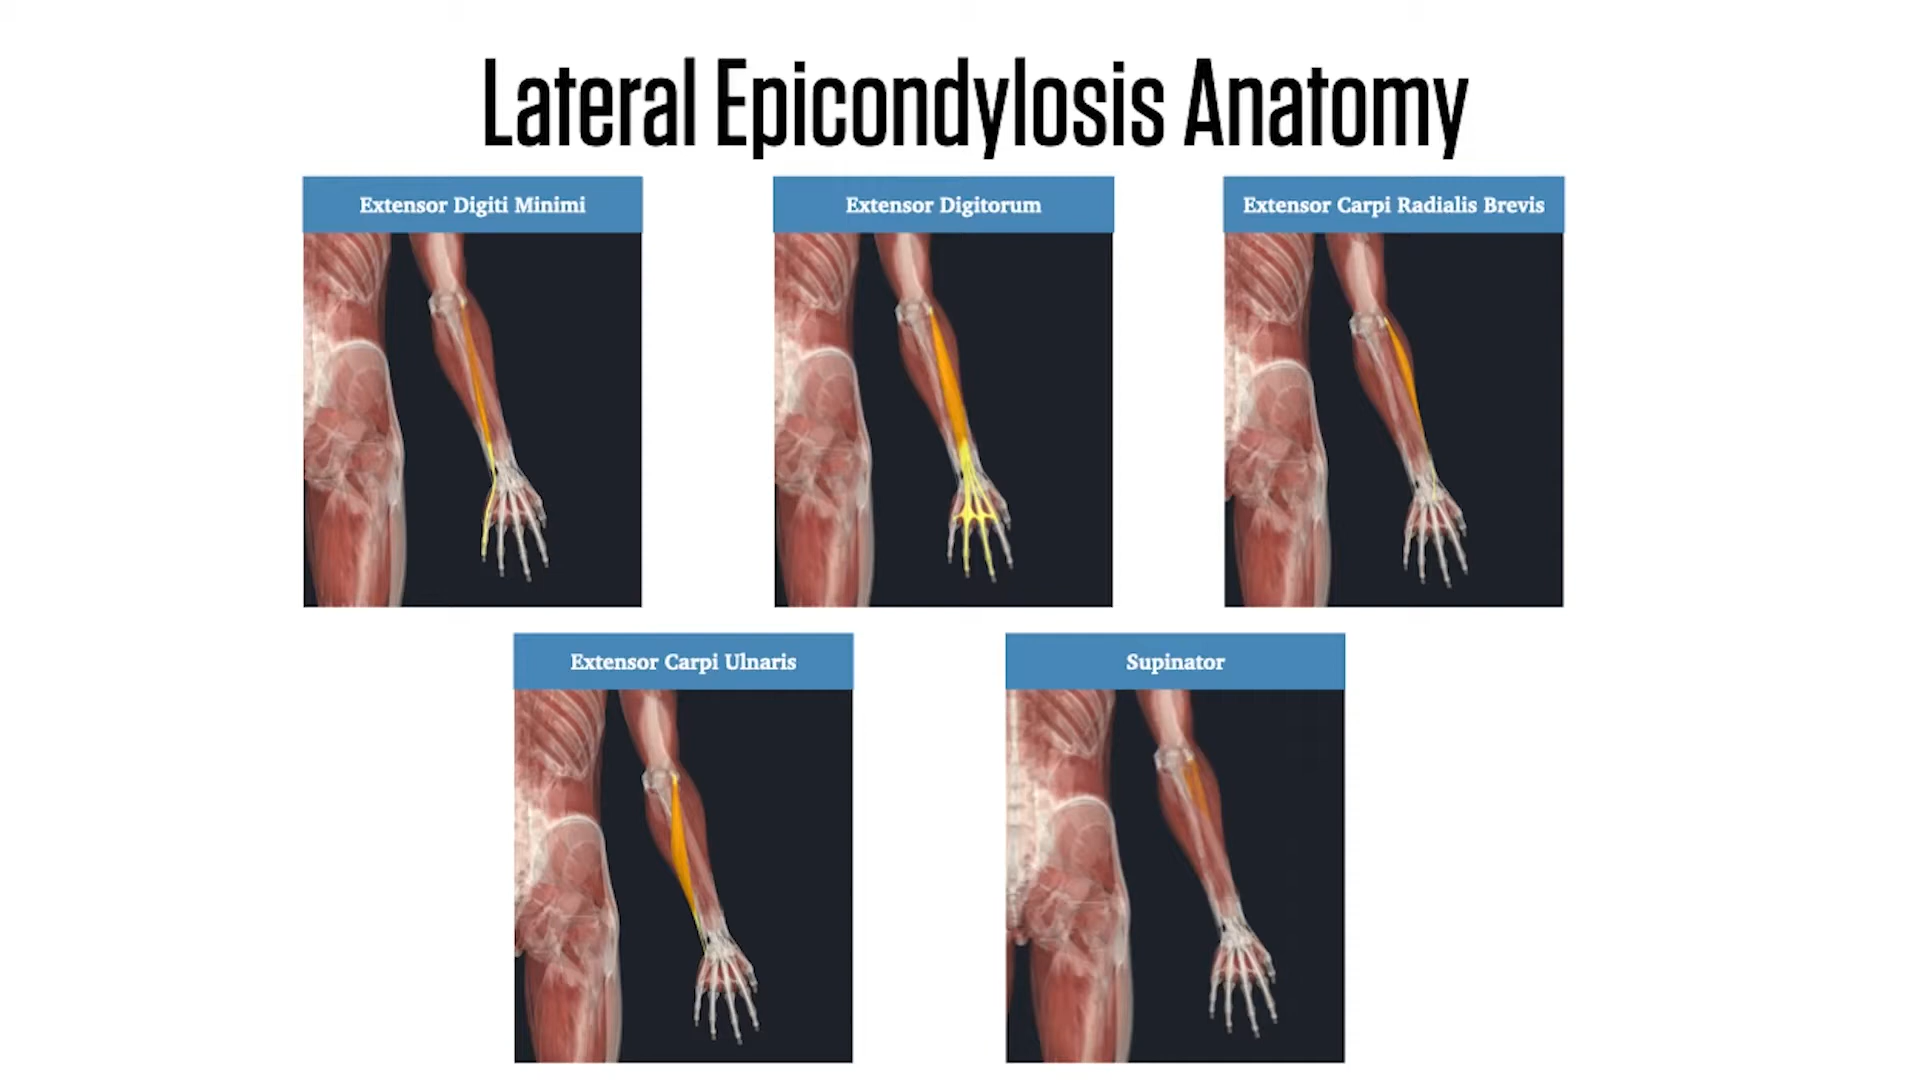 Lateral Epicondylosis Anatomy
Extensor Digiti Minimi
Extensor Digitorum
Extensor Carpi Radialis Brevis
Extensor Carpi Ulnaris
Supinator